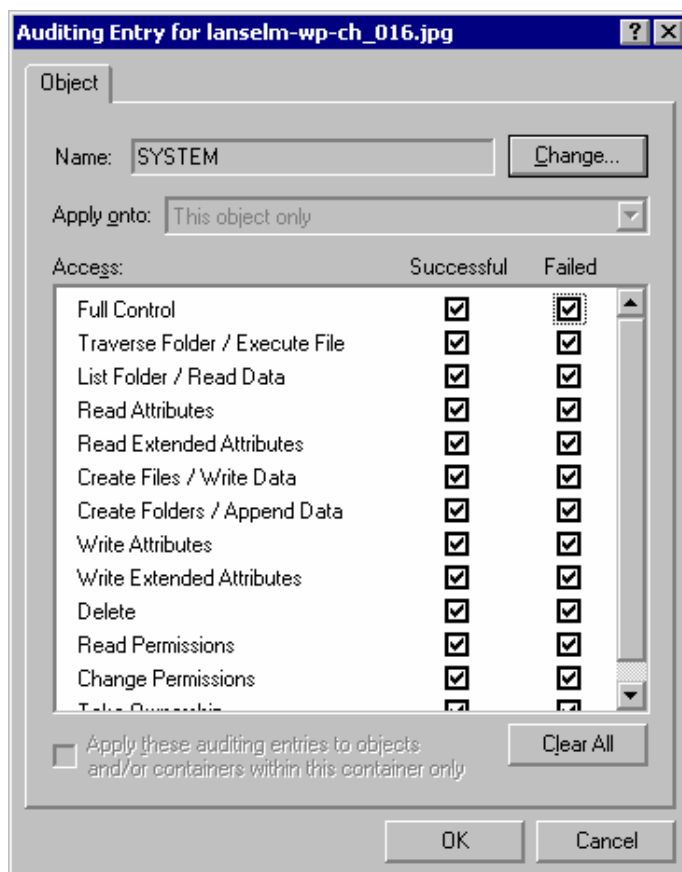 Auditing Entry for lanselm-wp-ch_016.jpg
Object
Name: SYSTEM Change...
Apply onto: This object only
Access: Successful Failed
Full Control
Traverse Folder / Execute File
List Folder / Read Data
Read Attributes
Read Extended Attributes
Create Files / Write Data
Create Folders / Append Data
Write Attributes
Write Extended Attributes
Delete
Read Permissions
Change Permissions
Take Ownership
Apply these auditing entries to objects
and/or containers within this container only
Clear All
OK Cancel